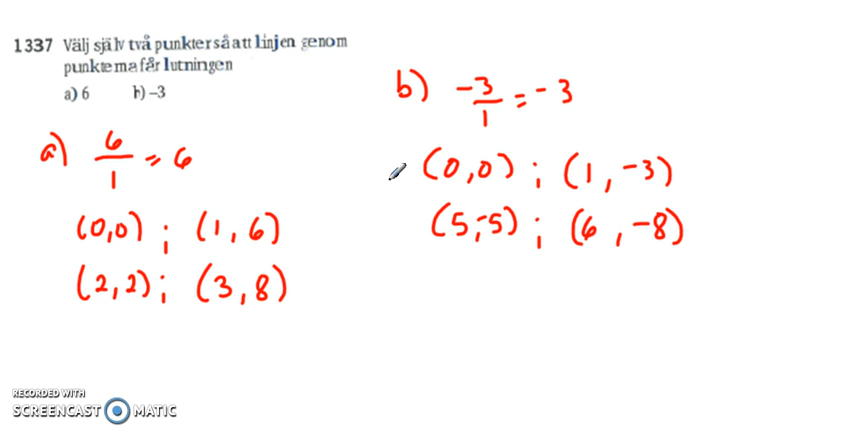 1337 Välj själv två punkter så att linjen genom
punkterna får lutningen
a) 6 b) -3
a) 6/1 = 6
(0,0) ; (1,6)
(2,2) ; (3,8)
b) -3/1 = -3
(0,0) ; (1,-3)
(5,-5) ; (6,-8)
RECORDED WITH
SCREENCAST MATIC